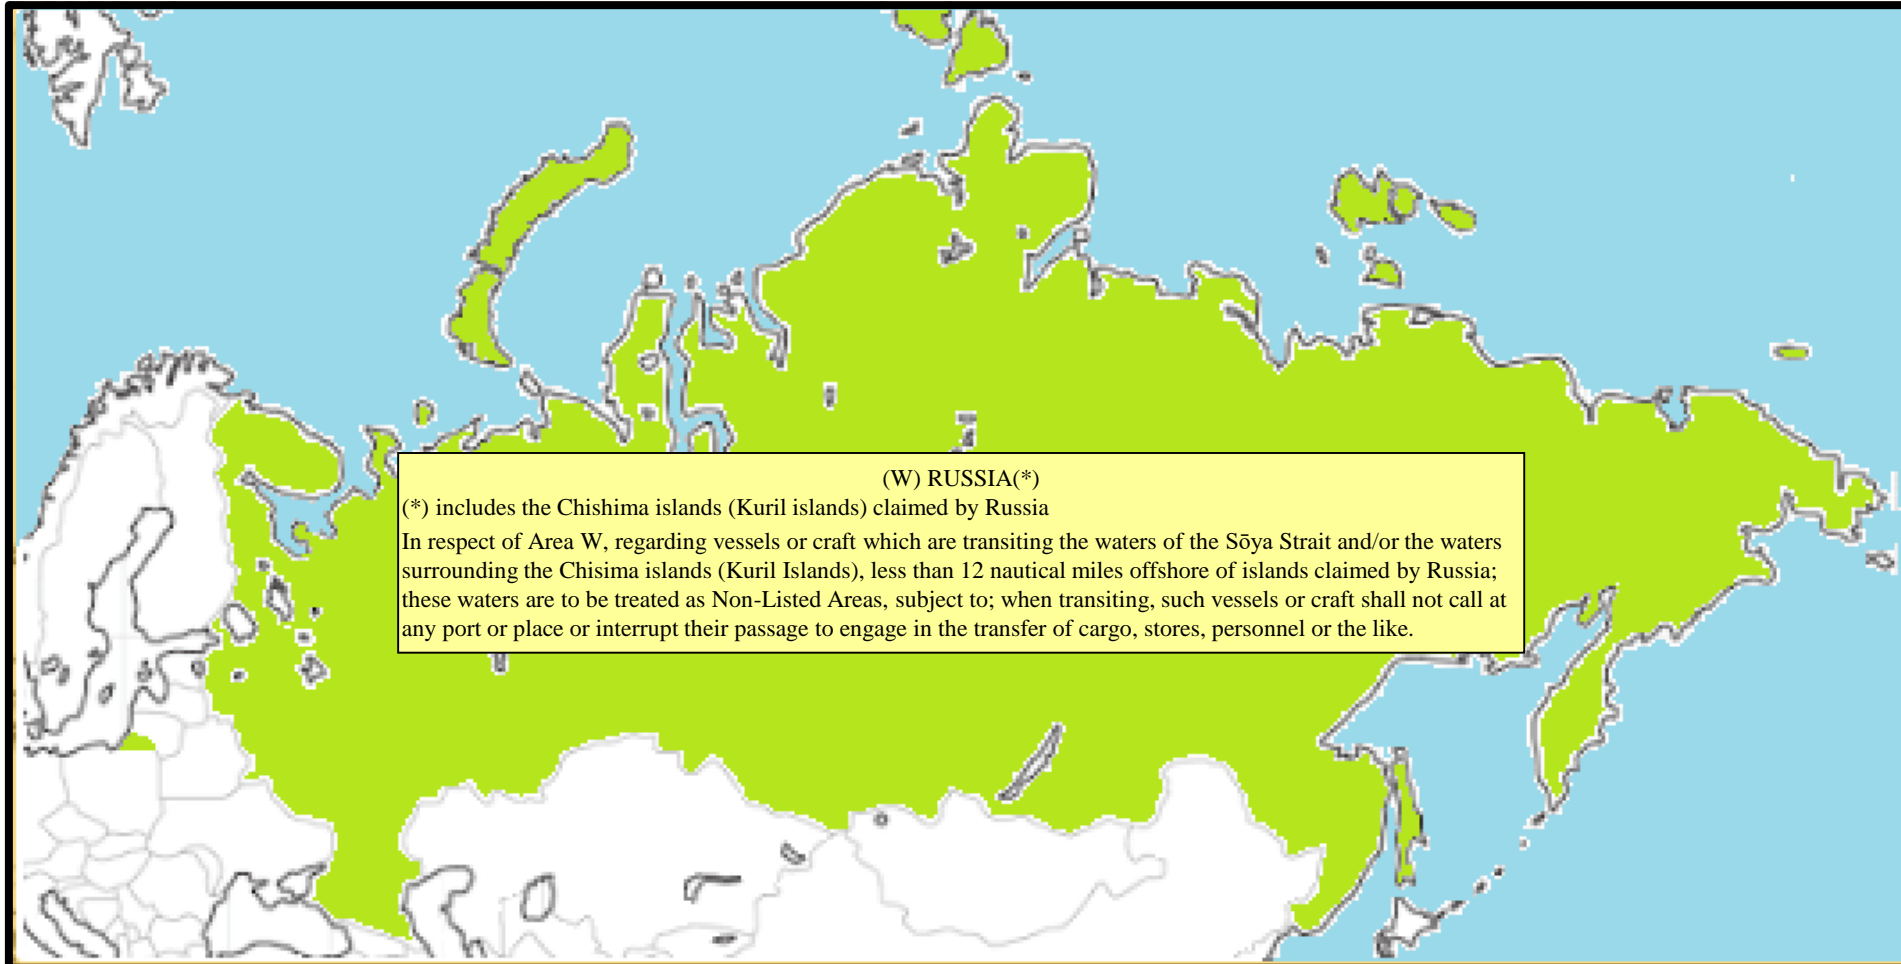 (W) RUSSIA(*)
(*) includes the Chishima islands (Kuril islands) claimed by Russia
In respect of Area W, regarding vessels or craft which are transiting the waters of the Sōya Strait and/or the waters
surrounding the Chisima islands (Kuril Islands), less than 12 nautical miles offshore of islands claimed by Russia;
these waters are to be treated as Non-Listed Areas, subject to; when transiting, such vessels or craft shall not call at
any port or place or interrupt their passage to engage in the transfer of cargo, stores, personnel or the like.